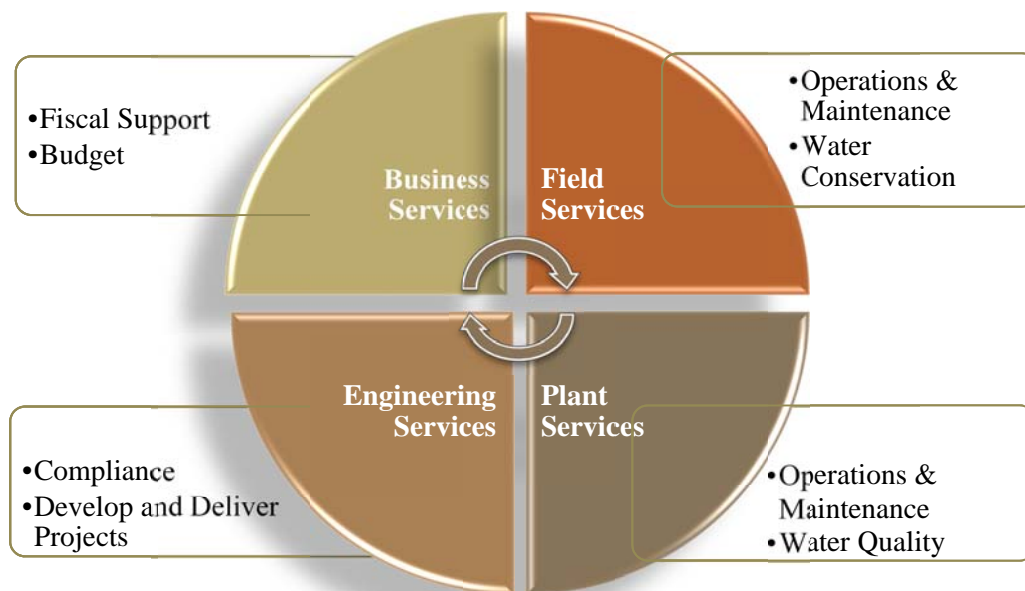 •Fiscal Support
•Budget
Business
Services
Field
Services
•Operations &
Maintenance
•Water
Conservation
Engineering
Services
Plant
Services
•Compliance
•Develop and Deliver
Projects
•Operations &
Maintenance
•Water Quality